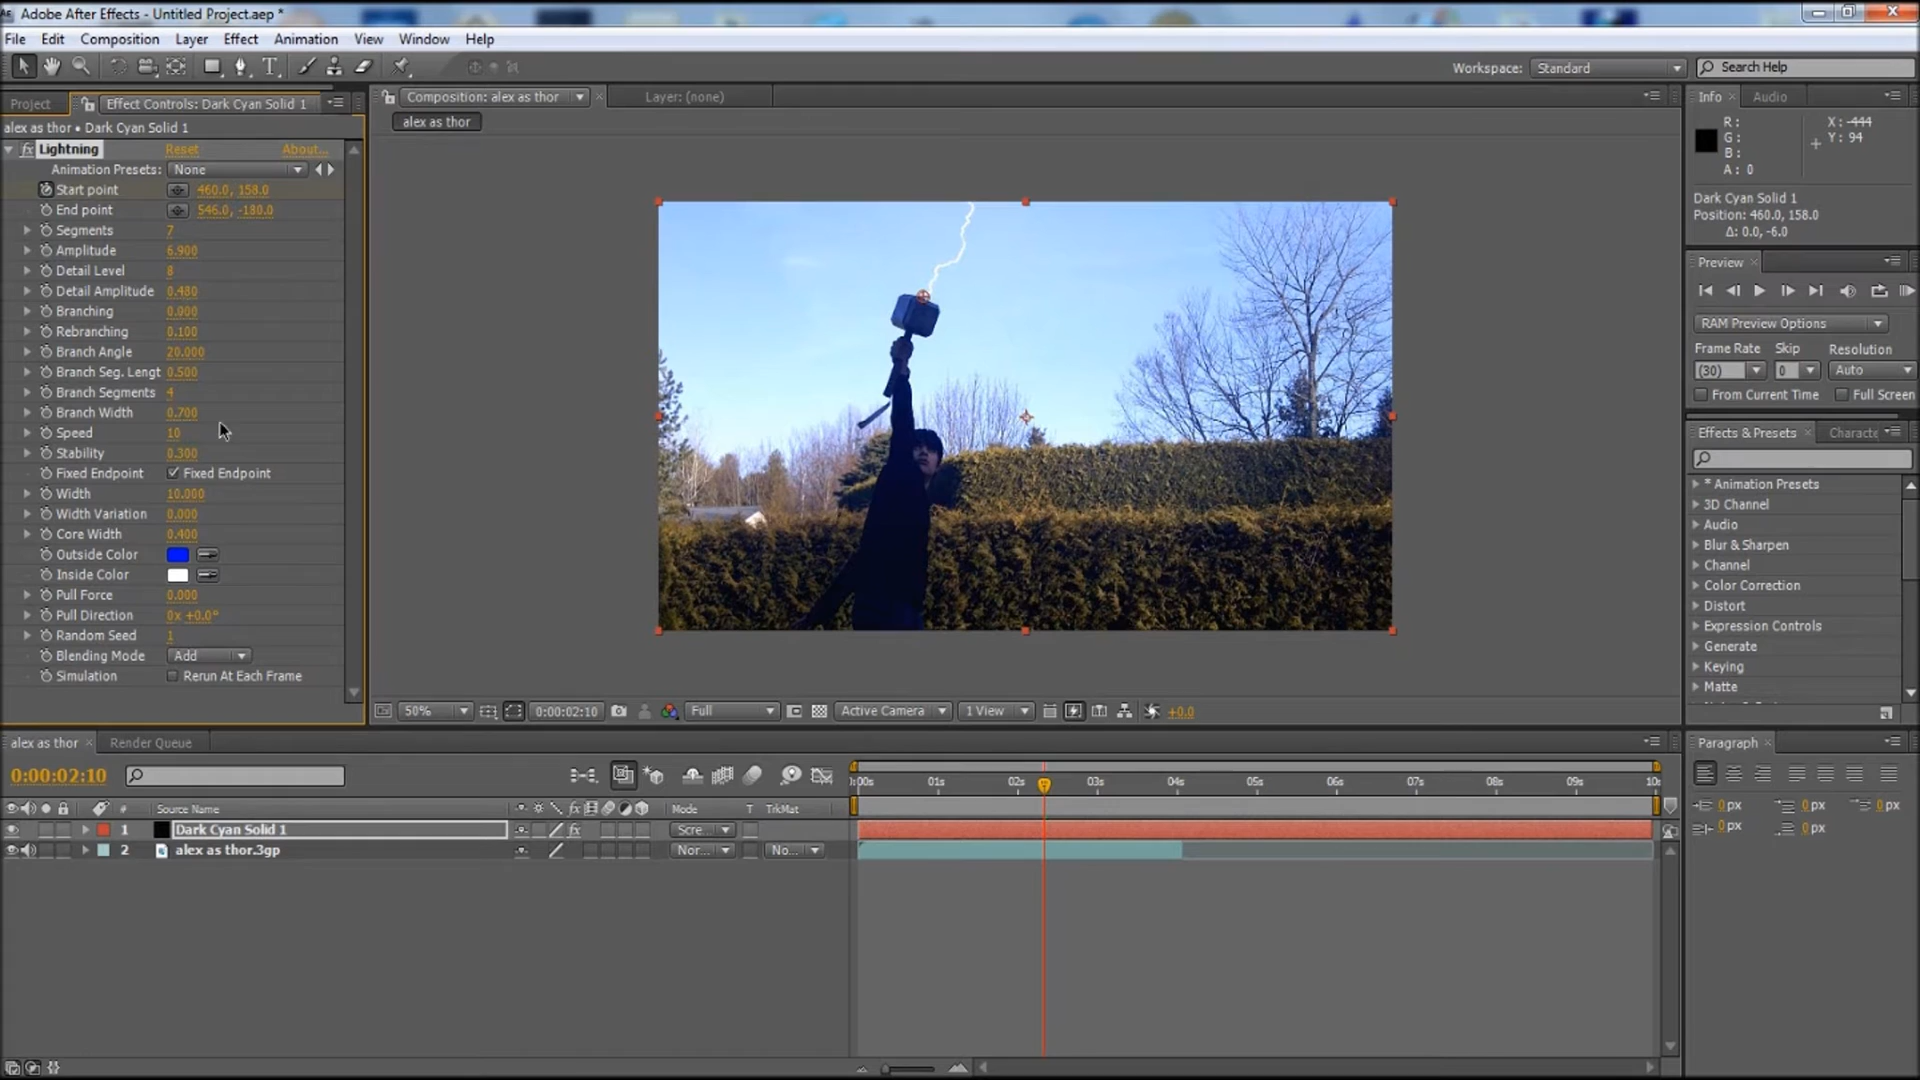 Adobe After Effects - Untitled Project.aep *
File Edit Composition Layer Effect Animation View Window Help
Workspace: Standard Search Help
Project Effect Controls: Dark Cyan Solid 1
alex as thor • Dark Cyan Solid 1
Lightning Reset About...
Animation Presets: None
Start point 460.0, 158.0
End point 546.0, -180.0
Segments 7
Amplitude 6.900
Detail Level 8
Detail Amplitude 0.480
Branching 0.000
Rebranching 0.100
Branch Angle 20.000
Branch Seg. Lengt 0.500
Branch Segments 4
Branch Width 0.700
Speed 10
Stability 0.300
Fixed Endpoint Fixed Endpoint
Width 10.000
Width Variation 0.000
Core Width 0.400
Outside Color
Inside Color
Pull Force 0.000
Pull Direction 0x +0.0°
Random Seed 1
Blending Mode Add
Simulation Rerun At Each Frame
Composition: alex as thor Layer: (none)
alex as thor
50% 0:00:02:10 Full Active Camera 1 View +0.0
Info Audio
R: X: -444
G: Y: 94
B:
A: 0
Dark Cyan Solid 1
Position: 460.0, 158.0
Δ: 0.0, -6.0
Preview
RAM Preview Options
Frame Rate Skip Resolution
(30) 0 Auto
From Current Time Full Screen
Effects & Presets Characte
* Animation Presets
3D Channel
Audio
Blur & Sharpen
Channel
Color Correction
Distort
Expression Controls
Generate
Keying
Matte
alex as thor Render Queue
0:00:02:10
# Source Name Mode T TrkMat
1 Dark Cyan Solid 1 Scre...
2 alex as thor.3gp Nor... No...
:00s 01s 02s 03s 04s 05s 06s 07s 08s 09s 10s
Paragraph
0 px 0 px 0 px
0 px 0 px